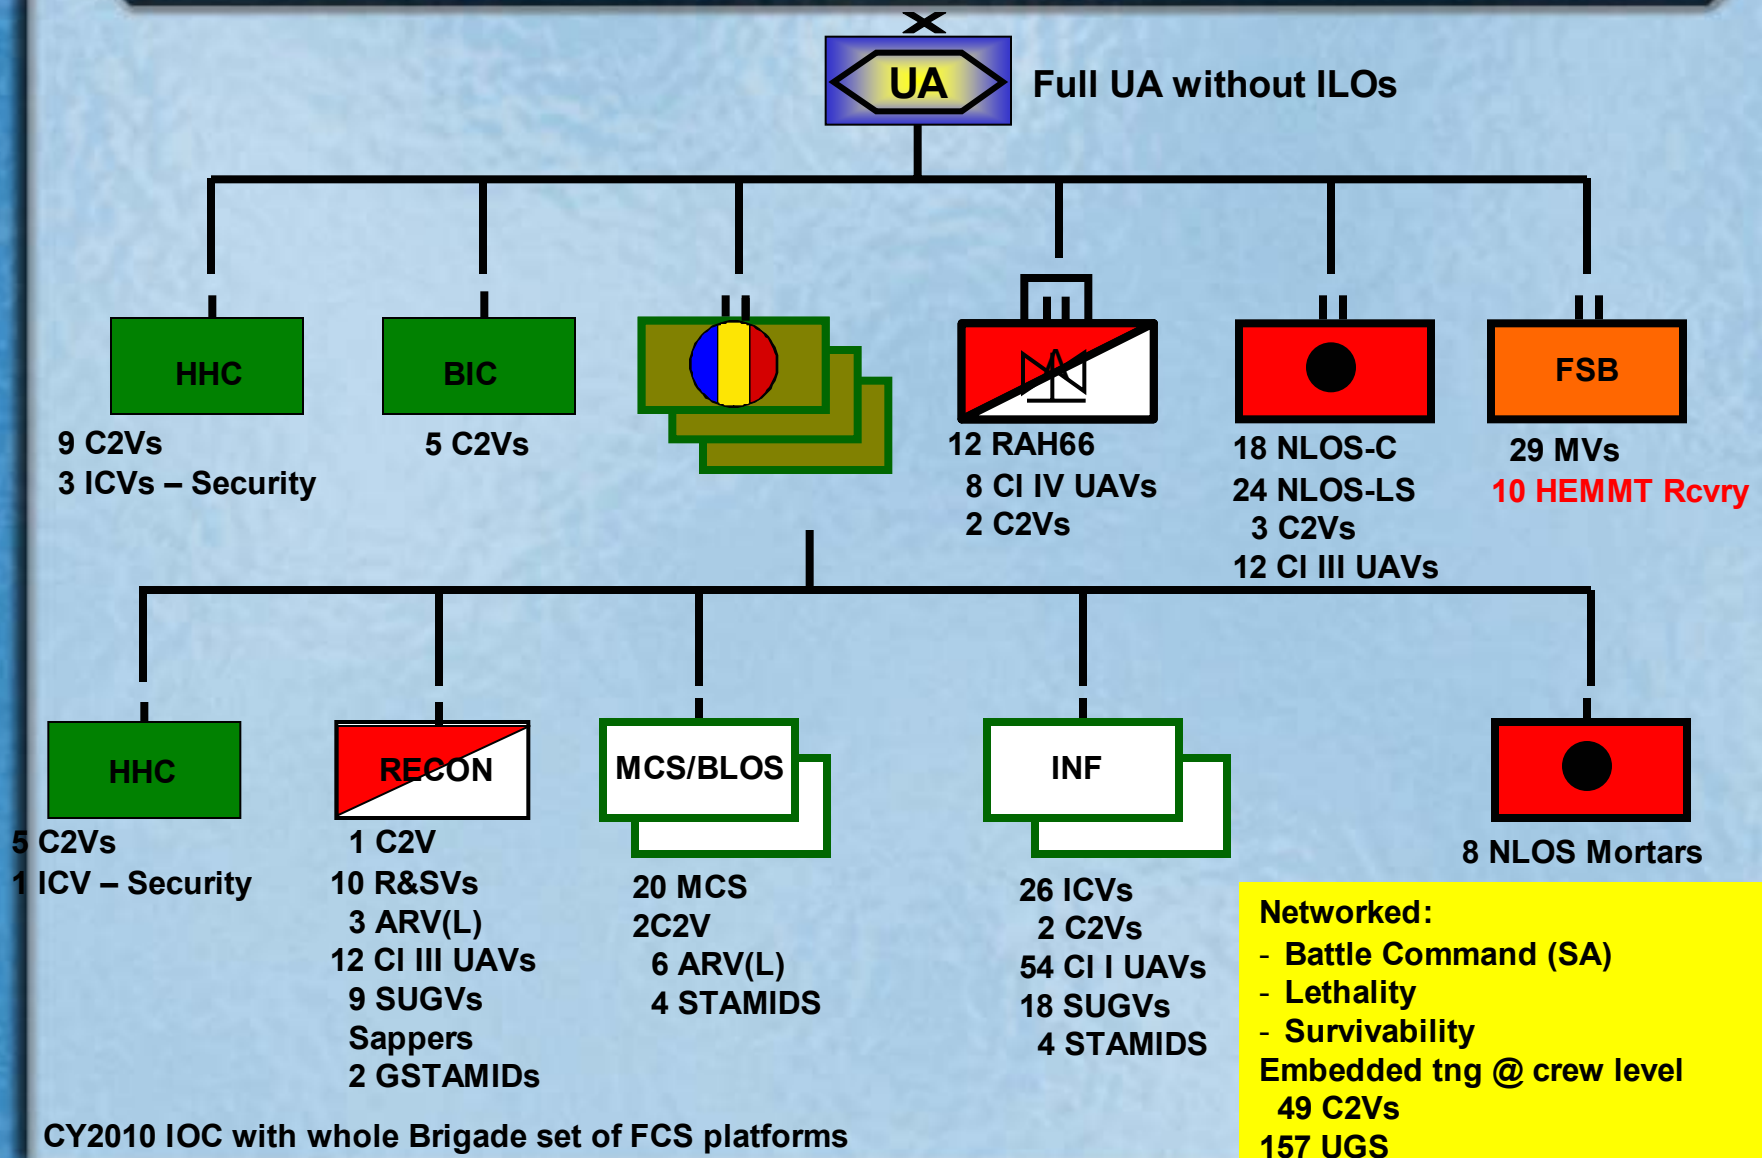 UA
Full UA without ILOs
HHC
9 C2Vs
3 ICVs – Security
BIC
5 C2Vs
12 RAH66
8 Cl IV UAVs
2 C2Vs
18 NLOS-C
24 NLOS-LS
3 C2Vs
12 Cl III UAVs
FSB
29 MVs
10 HEMMT Rcvry
HHC
5 C2Vs
1 ICV – Security
RECON
1 C2V
10 R&SVs
3 ARV(L)
12 Cl III UAVs
9 SUGVs
Sappers
2 GSTAMIDs
MCS/BLOS
20 MCS
2C2V
6 ARV(L)
4 STAMIDS
INF
26 ICVs
2 C2Vs
54 Cl I UAVs
18 SUGVs
4 STAMIDS
8 NLOS Mortars
Networked:
- Battle Command (SA)
- Lethality
- Survivability
Embedded tng @ crew level
49 C2Vs
157 UGS
CY2010 IOC with whole Brigade set of FCS platforms